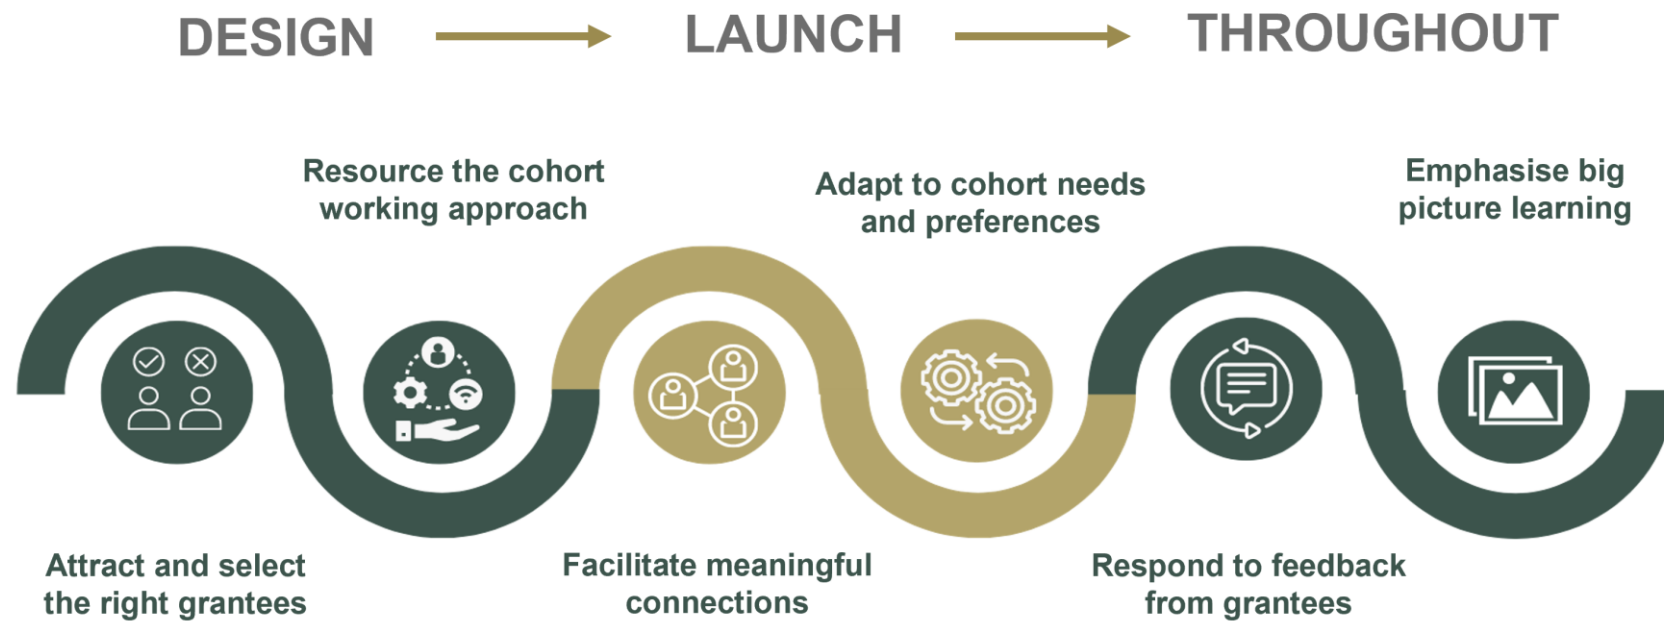 DESIGN
LAUNCH
THROUGHOUT
Resource the cohort
working approach
Adapt to cohort needs
and preferences
Emphasise big
picture learning
Attract and select
the right grantees
Facilitate meaningful
connections
Respond to feedback
from grantees